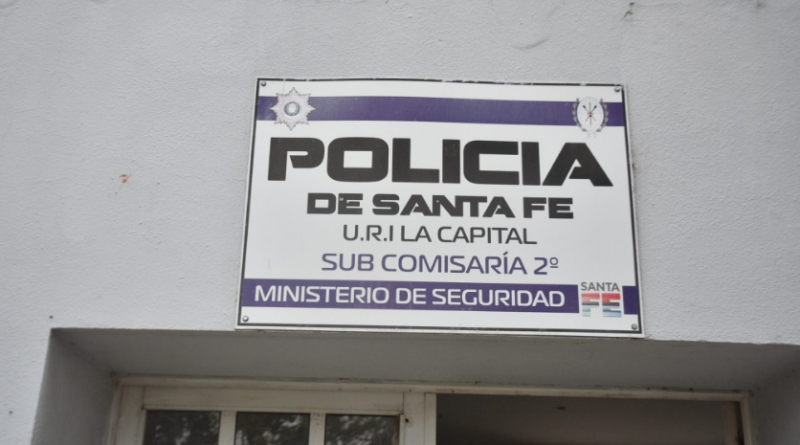 POLICIA
DE SANTA FE
U.R.I LA CAPITAL
SUB COMISARÍA 2º
MINISTERIO DE SEGURIDAD
SANTA
FE